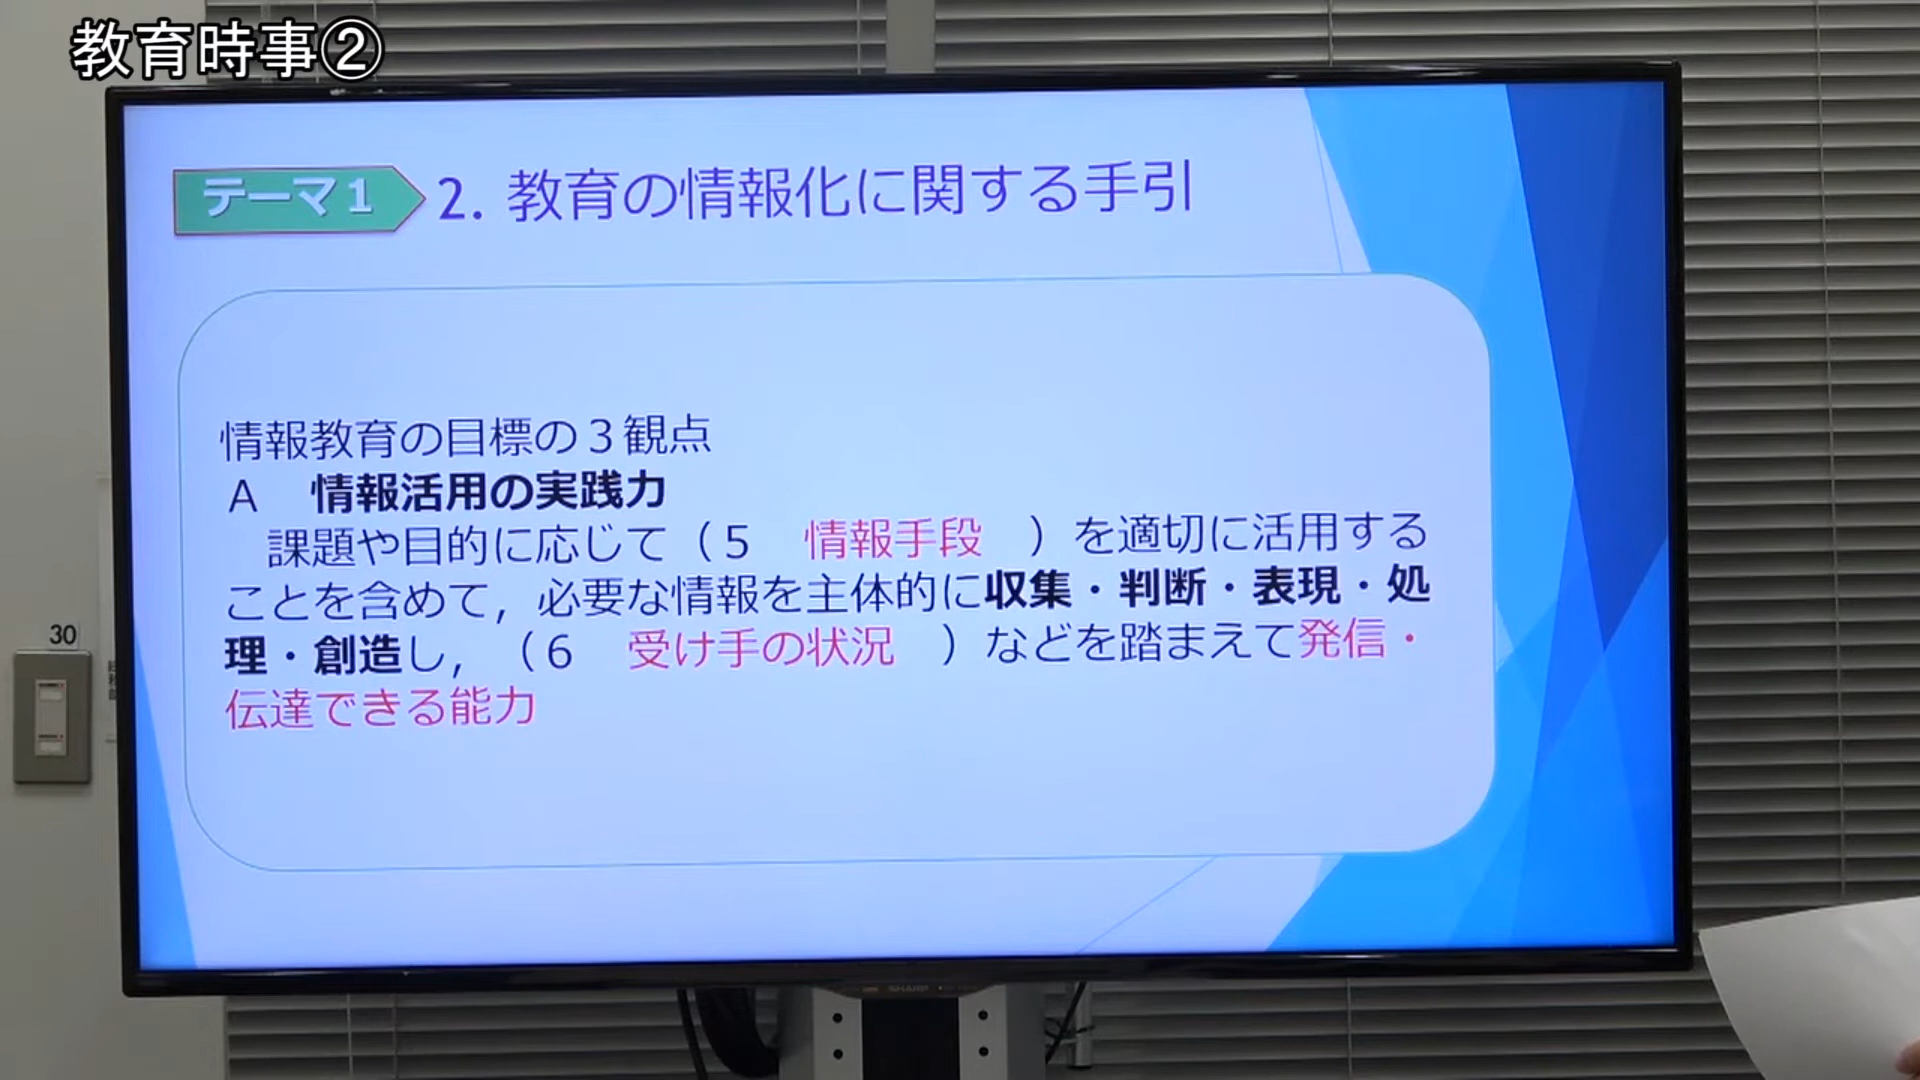 教育時事②
テーマ1 2. 教育の情報化に関する手引
情報教育の目標の３観点
A　情報活用の実践力
課題や目的に応じて（５　情報手段　）を適切に活用する
ことを含めて，必要な情報を主体的に収集・判断・表現・処
理・創造し，（６　受け手の状況　）などを踏まえて発信・
伝達できる能力
30
SHARP